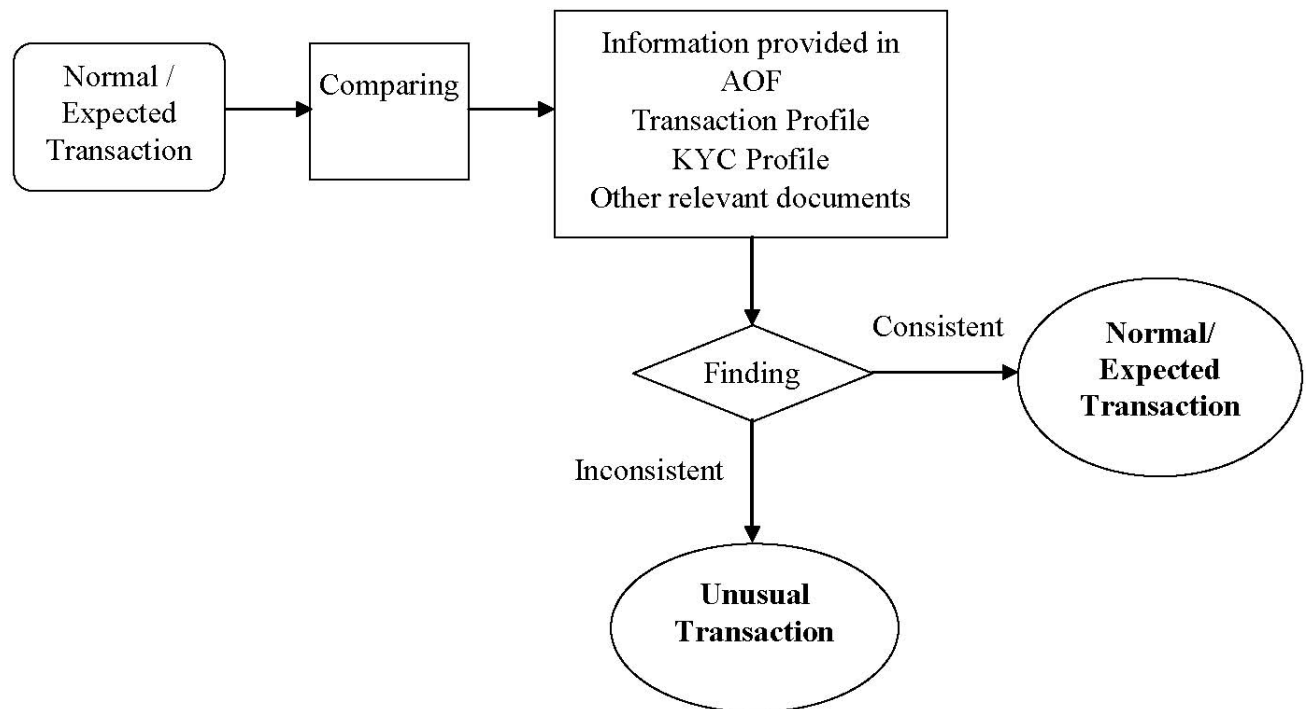 Normal /
Expected
Transaction
Comparing
Information provided in
AOF
Transaction Profile
KYC Profile
Other relevant documents
Finding
Consistent
Normal/
Expected
Transaction
Inconsistent
Unusual
Transaction